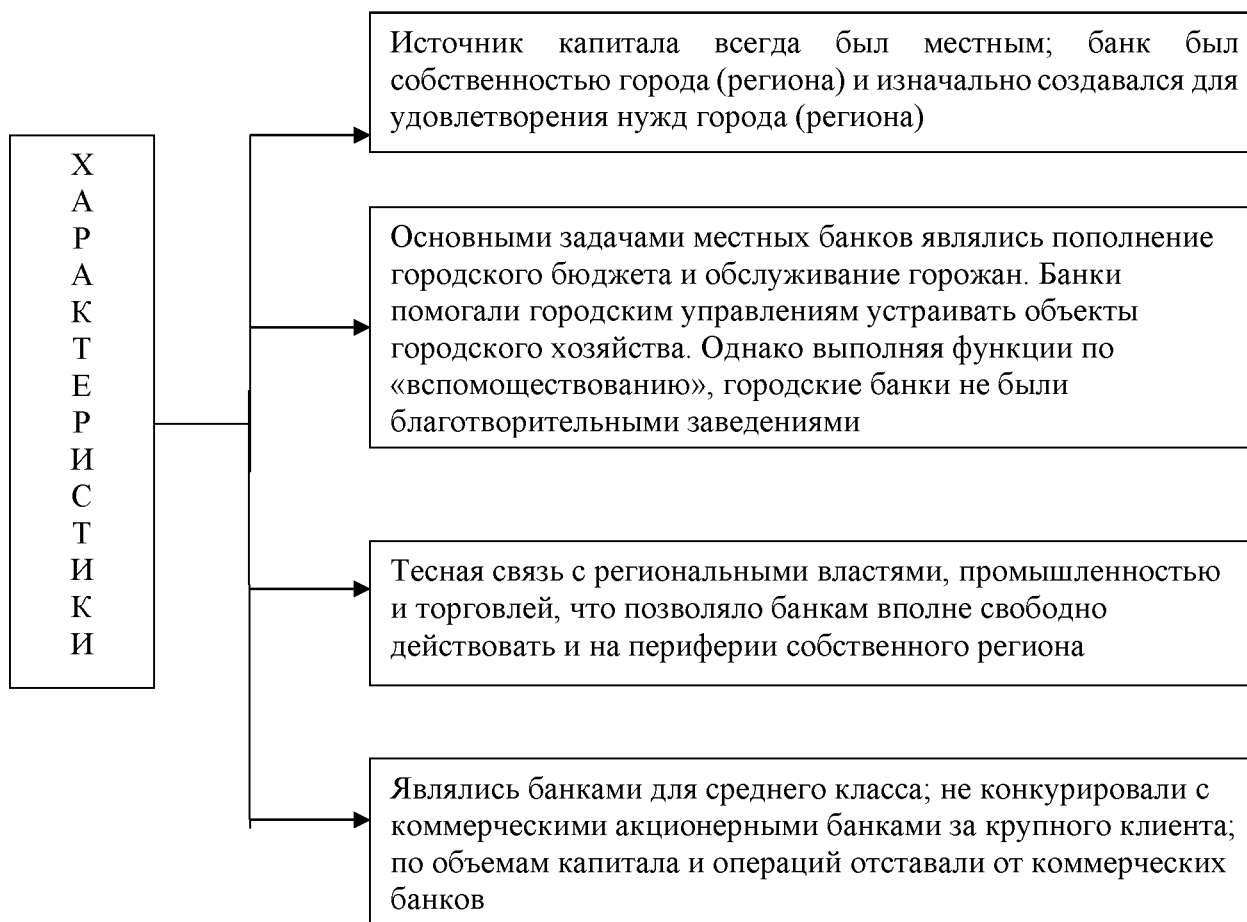 Источник капитала всегда был местным; банк был
собственностью города (региона) и изначально создавался для
удовлетворения нужд города (региона)
Х
А
Р
А
К
Т
Е
Р
И
С
Т
И
К
И
Основными задачами местных банков являлись пополнение
городского бюджета и обслуживание горожан. Банки
помогали городским управлениям устраивать объекты
городского хозяйства. Однако выполняя функции по
«вспомоществованию», городские банки не были
благотворительными заведениями
Тесная связь с региональными властями, промышленностью
и торговлей, что позволяло банкам вполне свободно
действовать и на периферии собственного региона
Являлись банками для среднего класса; не конкурировали с
коммерческими акционерными банками за крупного клиента;
по объемам капитала и операций отставали от коммерческих
банков